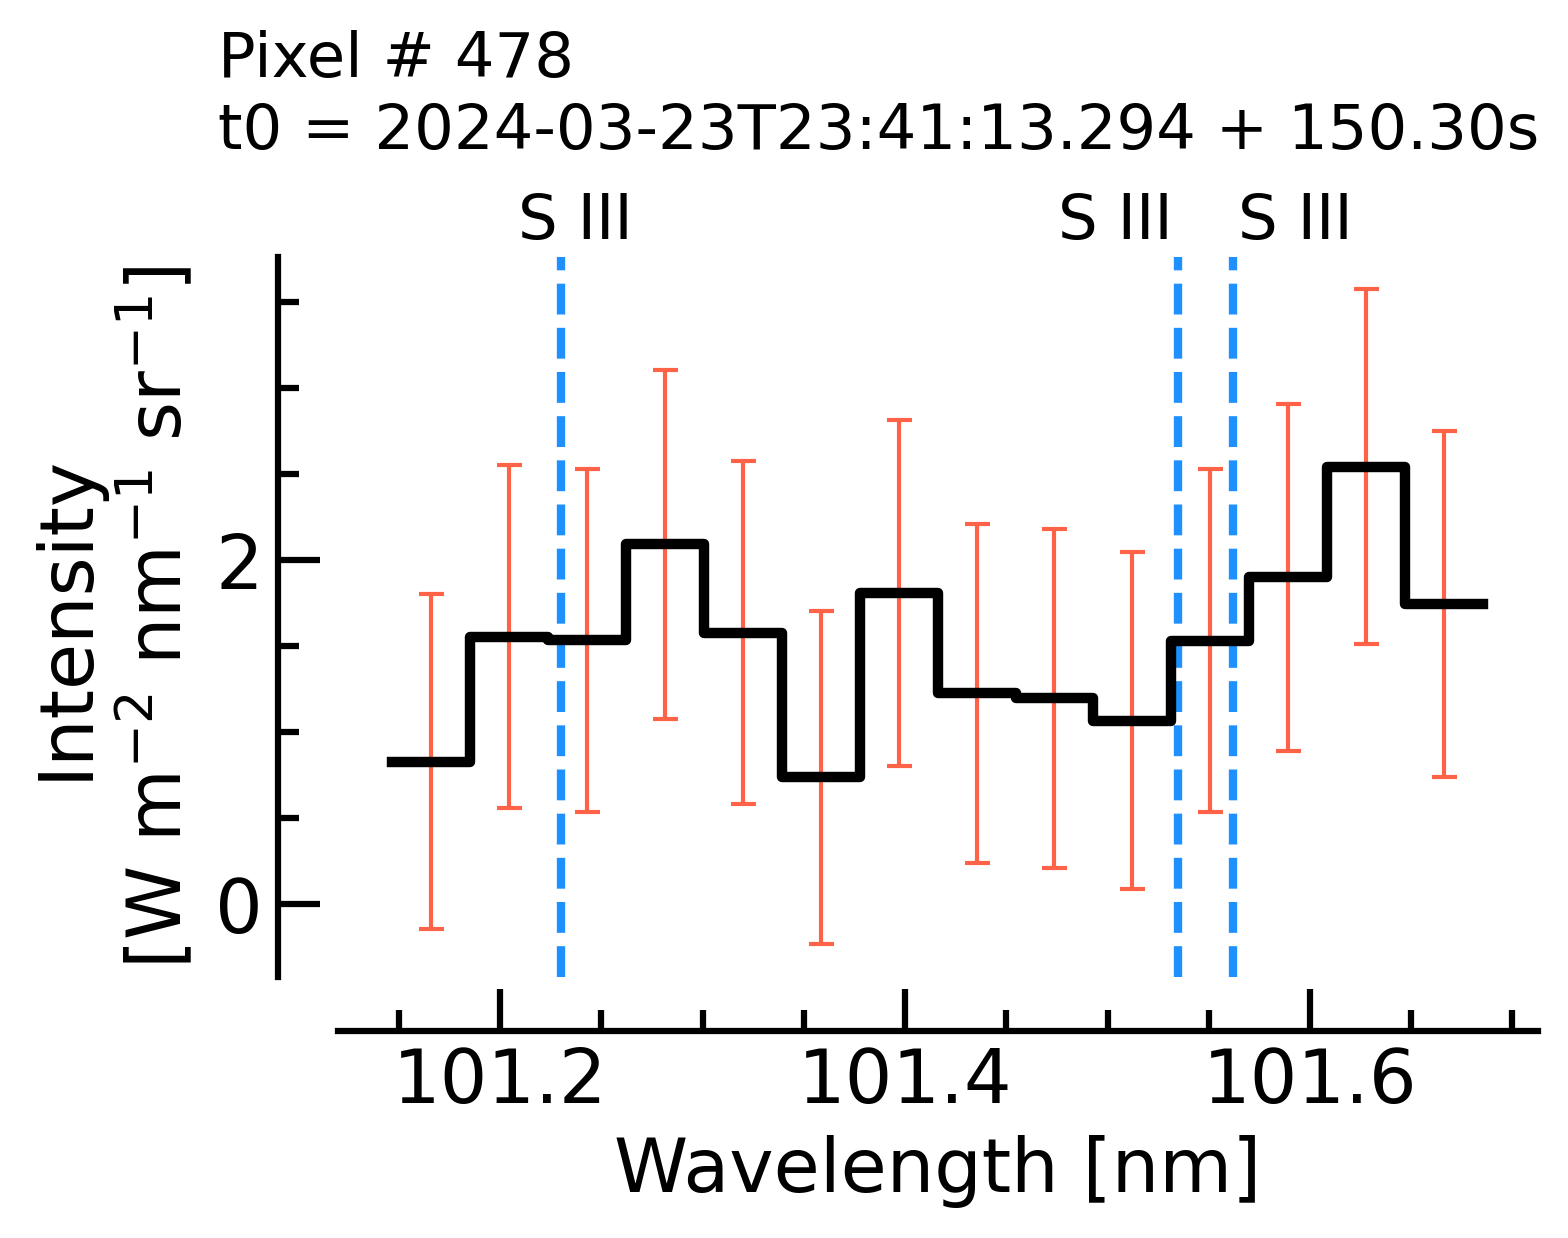 Pixel # 478
t0 = 2024-03-23T23:41:13.294 + 150.30s
S III S III S III
Intensity
[W m⁻² nm⁻¹ sr⁻¹]
2
0
101.2 101.4 101.6
Wavelength [nm]